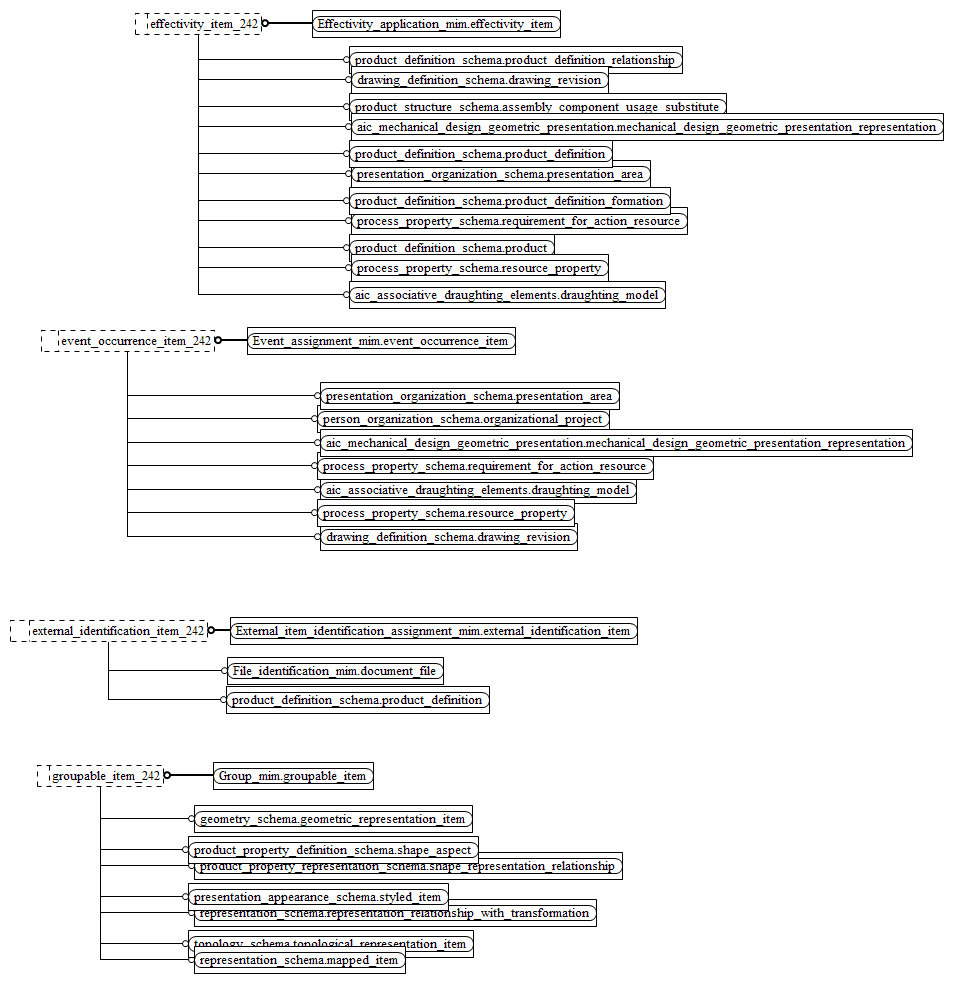 effectivity_item_242
Effectivity_application_mim.effectivity_item
product_definition_schema.product_definition_relationship
drawing_definition_schema.drawing_revision
product_structure_schema.assembly_component_usage_substitute
aic_mechanical_design_geometric_presentation.mechanical_design_geometric_presentation_representation
product_definition_schema.product_definition
presentation_organization_schema.presentation_area
product_definition_schema.product_definition_formation
process_property_schema.requirement_for_action_resource
product_definition_schema.product
process_property_schema.resource_property
aic_associative_draughting_elements.draughting_model
event_occurrence_item_242
Event_assignment_mim.event_occurrence_item
presentation_organization_schema.presentation_area
person_organization_schema.organizational_project
aic_mechanical_design_geometric_presentation.mechanical_design_geometric_presentation_representation
process_property_schema.requirement_for_action_resource
aic_associative_draughting_elements.draughting_model
process_property_schema.resource_property
drawing_definition_schema.drawing_revision
external_identification_item_242
External_item_identification_assignment_mim.external_identification_item
File_identification_mim.document_file
product_definition_schema.product_definition
groupable_item_242
Group_mim.groupable_item
geometry_schema.geometric_representation_item
product_property_definition_schema.shape_aspect
product_property_representation_schema.shape_representation_relationship
presentation_appearance_schema.styled_item
representation_schema.representation_relationship_with_transformation
topology_schema.topological_representation_item
representation_schema.mapped_item